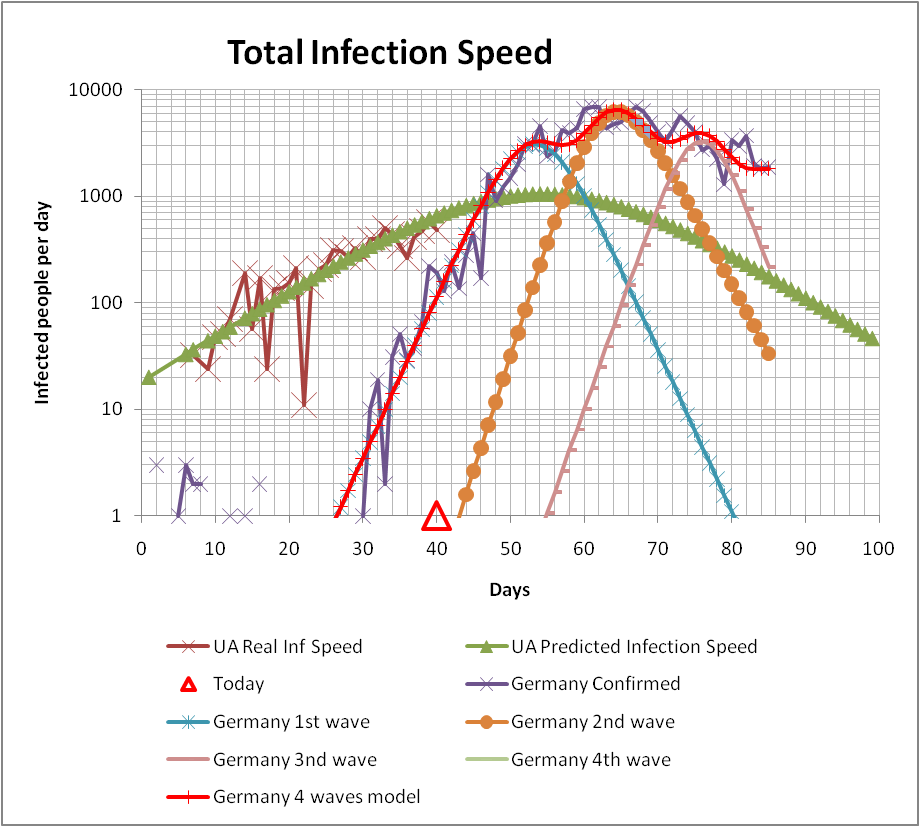 Total Infection Speed
Infected people per day
10000
1000
100
10
1
0 10 20 30 40 50 60 70 80 90 100
Days
UA Real Inf Speed
UA Predicted Infection Speed
Today
Germany Confirmed
Germany 1st wave
Germany 2nd wave
Germany 3nd wave
Germany 4th wave
Germany 4 waves model